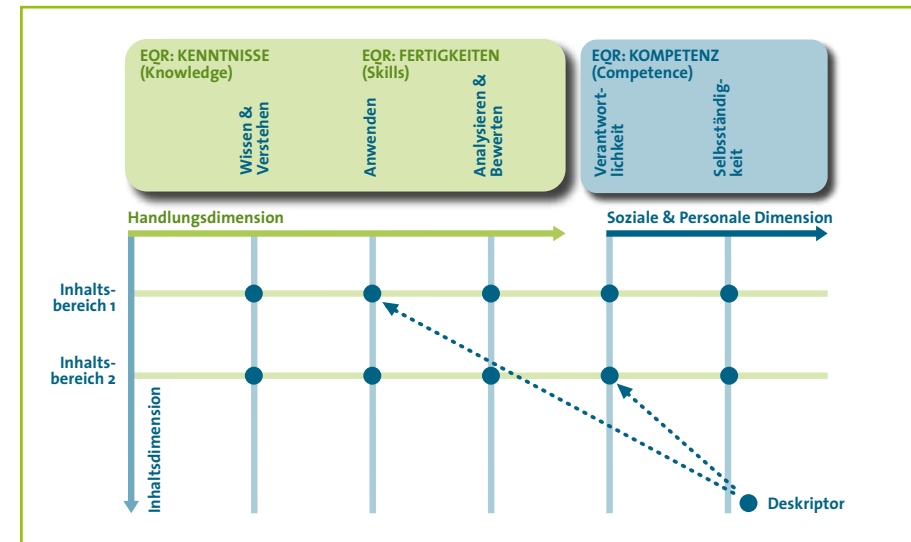 EQR: KENNTNISSE
(Knowledge)
EQR: FERTIGKEITEN
(Skills)
EQR: KOMPETENZ
(Competence)
Wissen &
Verstehen
Anwenden
Analysieren &
Bewerten
Verantwort-
lichkeit
Selbsständig-
keit
Handlungsdimension
Soziale & Personale Dimension
Inhalts-
bereich 1
Inhalts-
bereich 2
Inhaltsdimension
Deskriptor